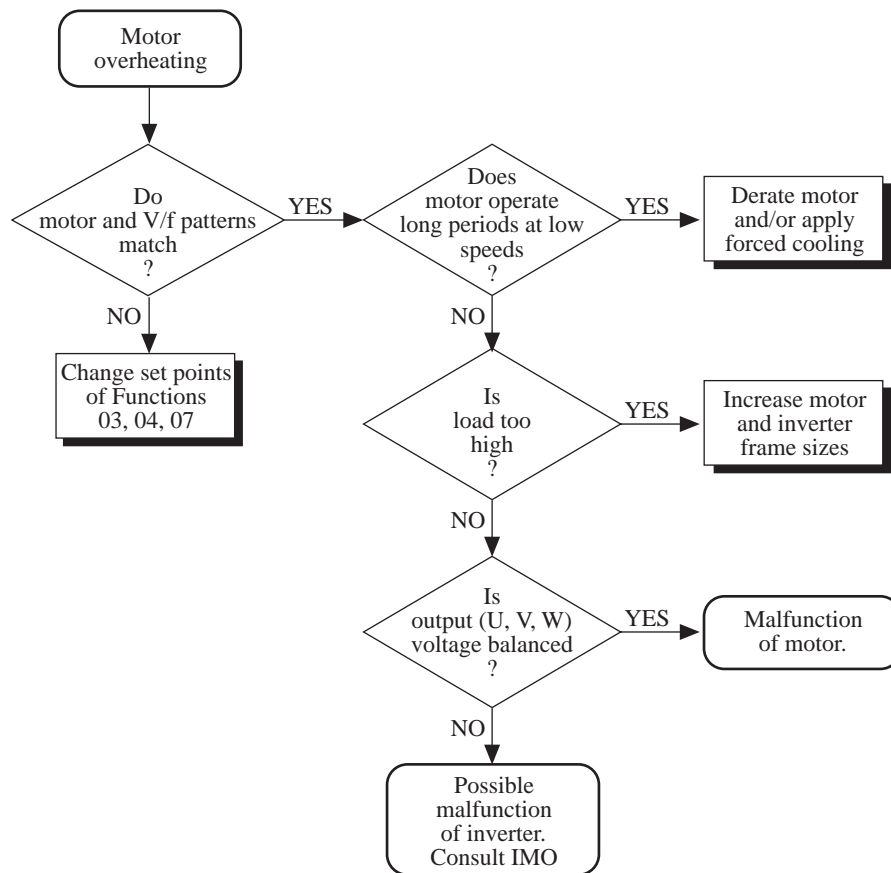 Motor
overheating
Do
motor and V/f patterns
match
?
YES
NO
Change set points
of Functions
03, 04, 07
Does
motor operate
long periods at low
speeds
?
YES
Derate motor
and/or apply
forced cooling
NO
Is
load too
high
?
YES
Increase motor
and inverter
frame sizes
NO
Is
output (U, V, W)
voltage balanced
?
YES
Malfunction
of motor.
NO
Possible
malfunction
of inverter.
Consult IMO